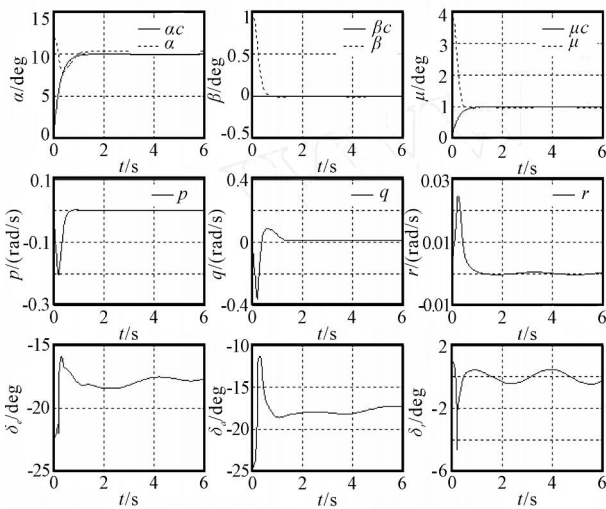 15
10
5
0
α/deg
αc
α
0 2 4 6
t/s
1
0.5
0
-0.5
β/deg
βc
β
0 2 4 6
t/s
4
3
2
1
0
μ/deg
μc
μ
0 2 4 6
t/s
0.1
-0.1
-0.3
p/(rad/s)
p
0 2 4 6
t/s
0.4
0
-0.4
q/(rad/s)
q
0 2 4 6
t/s
0.03
0.01
-0.01
r/(rad/s)
r
0 2 4 6
t/s
-15
-20
-25
δe/deg
0 2 4 6
t/s
-10
-15
-20
-25
δa/deg
0 2 4 6
t/s
2
-2
-6
δr/deg
0 2 4 6
t/s